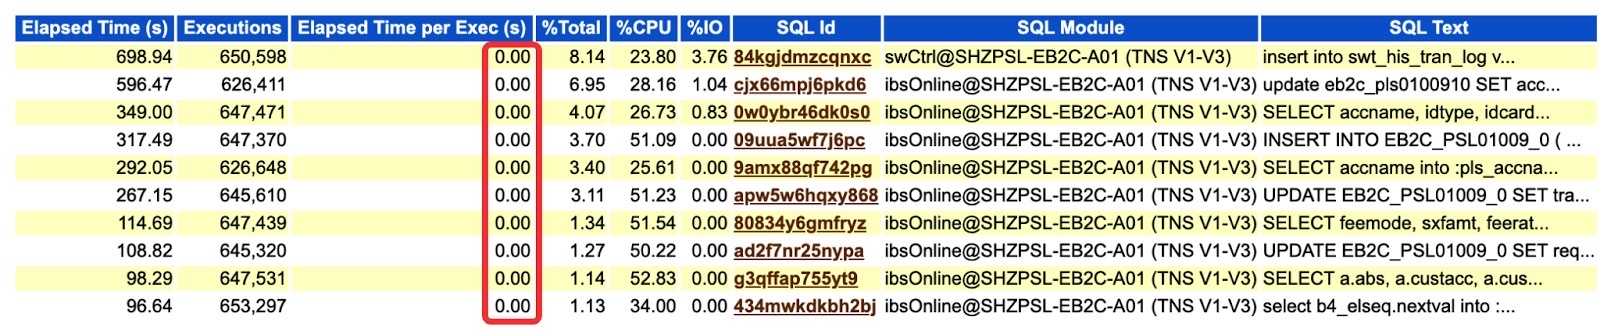 Elapsed Time (s) Executions Elapsed Time per Exec (s) %Total %CPU %IO SQL Id SQL Module SQL Text
698.94 650,598 0.00 8.14 23.80 3.76 84kgjdmzcqnxc swCtrl@SHZPSL-EB2C-A01 (TNS V1-V3) insert into swt_his_tran_log v...
596.47 626,411 0.00 6.95 28.16 1.04 cjx66mpj6pkd6 ibsOnline@SHZPSL-EB2C-A01 (TNS V1-V3) update eb2c_pls0100910 SET acc...
349.00 647,471 0.00 4.07 26.73 0.83 0w0ybr46dk0s0 ibsOnline@SHZPSL-EB2C-A01 (TNS V1-V3) SELECT accname, idtype, idcard...
317.49 647,370 0.00 3.70 51.09 0.00 09uua5wf7j6pc ibsOnline@SHZPSL-EB2C-A01 (TNS V1-V3) INSERT INTO EB2C_PSL01009_0 ( ...
292.05 626,648 0.00 3.40 25.61 0.00 9amx88qf742pg ibsOnline@SHZPSL-EB2C-A01 (TNS V1-V3) SELECT accname into :pls_accna...
267.15 645,610 0.00 3.11 51.23 0.00 apw5w6hqxy868 ibsOnline@SHZPSL-EB2C-A01 (TNS V1-V3) UPDATE EB2C_PSL01009_0 SET tra...
114.69 647,439 0.00 1.34 51.54 0.00 80834y6gmfryz ibsOnline@SHZPSL-EB2C-A01 (TNS V1-V3) SELECT feemode, sxfamt, feerat...
108.82 645,320 0.00 1.27 50.22 0.00 ad2f7nr25nypa ibsOnline@SHZPSL-EB2C-A01 (TNS V1-V3) UPDATE EB2C_PSL01009_0 SET req...
98.29 647,531 0.00 1.14 52.83 0.00 g3qffap755yt9 ibsOnline@SHZPSL-EB2C-A01 (TNS V1-V3) SELECT a.abs, a.custacc, a.cus...
96.64 653,297 0.00 1.13 34.00 0.00 434mwkdkbh2bj ibsOnline@SHZPSL-EB2C-A01 (TNS V1-V3) select b4_elseq.nextval into :...